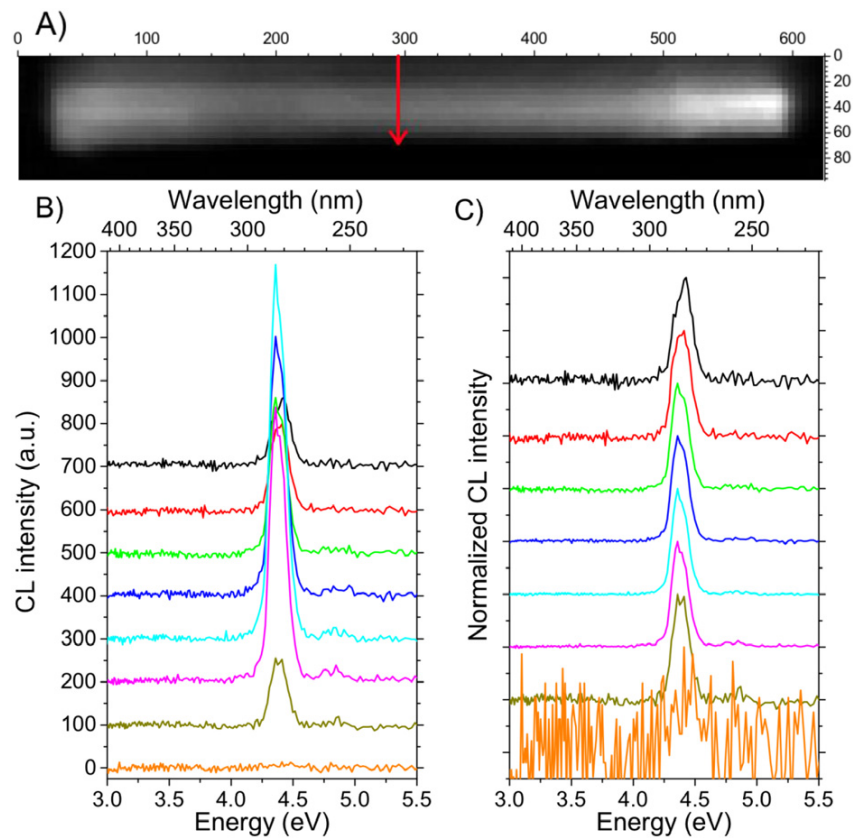 A)
0 100 200 300 400 500 600
0
20
40
60
80
B)
Wavelength (nm)
400 350 300 250
1200
1100
1000
900
800
700
600
500
400
300
200
100
0
CL intensity (a.u.)
3.0 3.5 4.0 4.5 5.0 5.5
Energy (eV)
C)
Wavelength (nm)
400 350 300 250
Normalized CL intensity
3.0 3.5 4.0 4.5 5.0 5.5
Energy (eV)